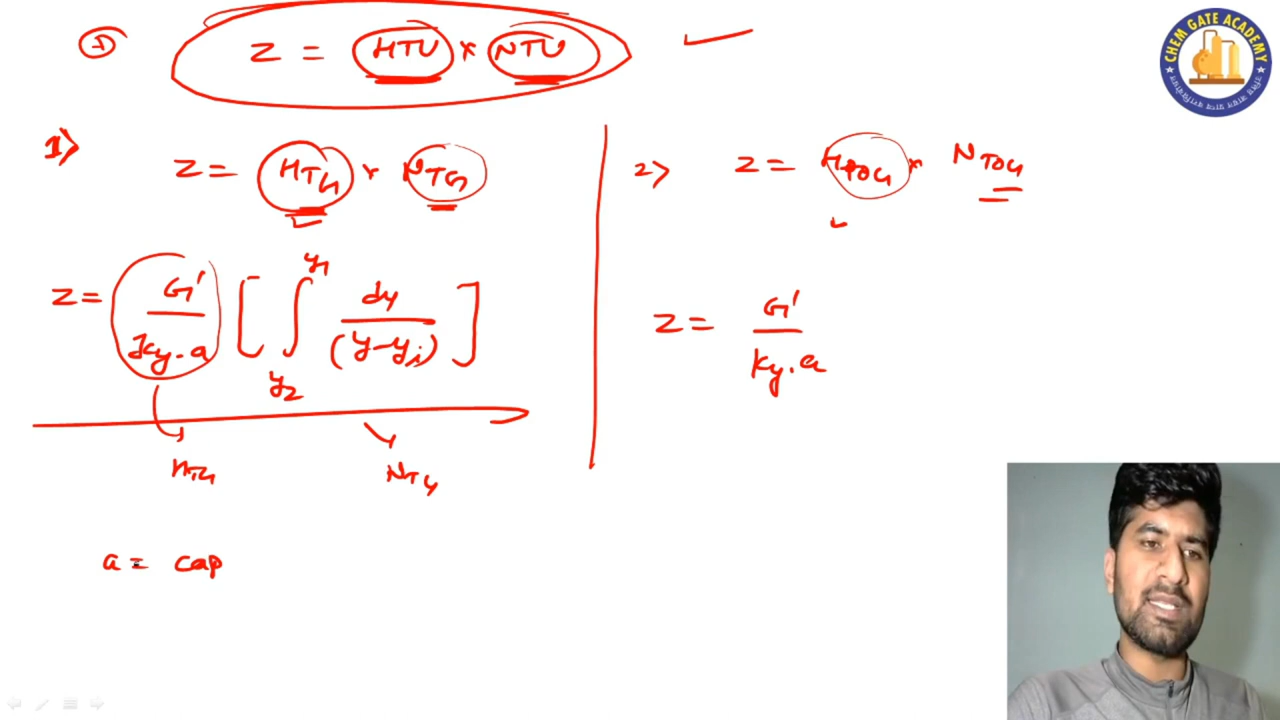 ① Z = HTU × NTU
1> Z = HTG × NTG
Z = G' / ky·a [ ∫ y1 y2 dy / (y-yi) ]
HTG NTG
a = cap
2> Z = HTOG × NTOG
Z = G' / Ky.a
CHEM GATE ACADEMY